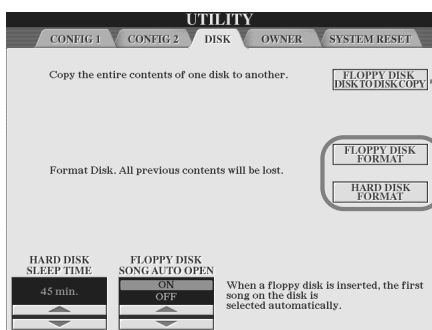 UTILITY
CONFIG 1 CONFIG 2 DISK OWNER SYSTEM RESET
Copy the entire contents of one disk to another.
FLOPPY DISK
DISK TO DISK COPY
Format Disk. All previous contents will be lost.
FLOPPY DISK
FORMAT
HARD DISK
FORMAT
HARD DISK
SLEEP TIME
45 min.
FLOPPY DISK
SONG AUTO OPEN
ON
OFF
When a floppy disk is inserted, the first
song on the disk is
selected automatically.